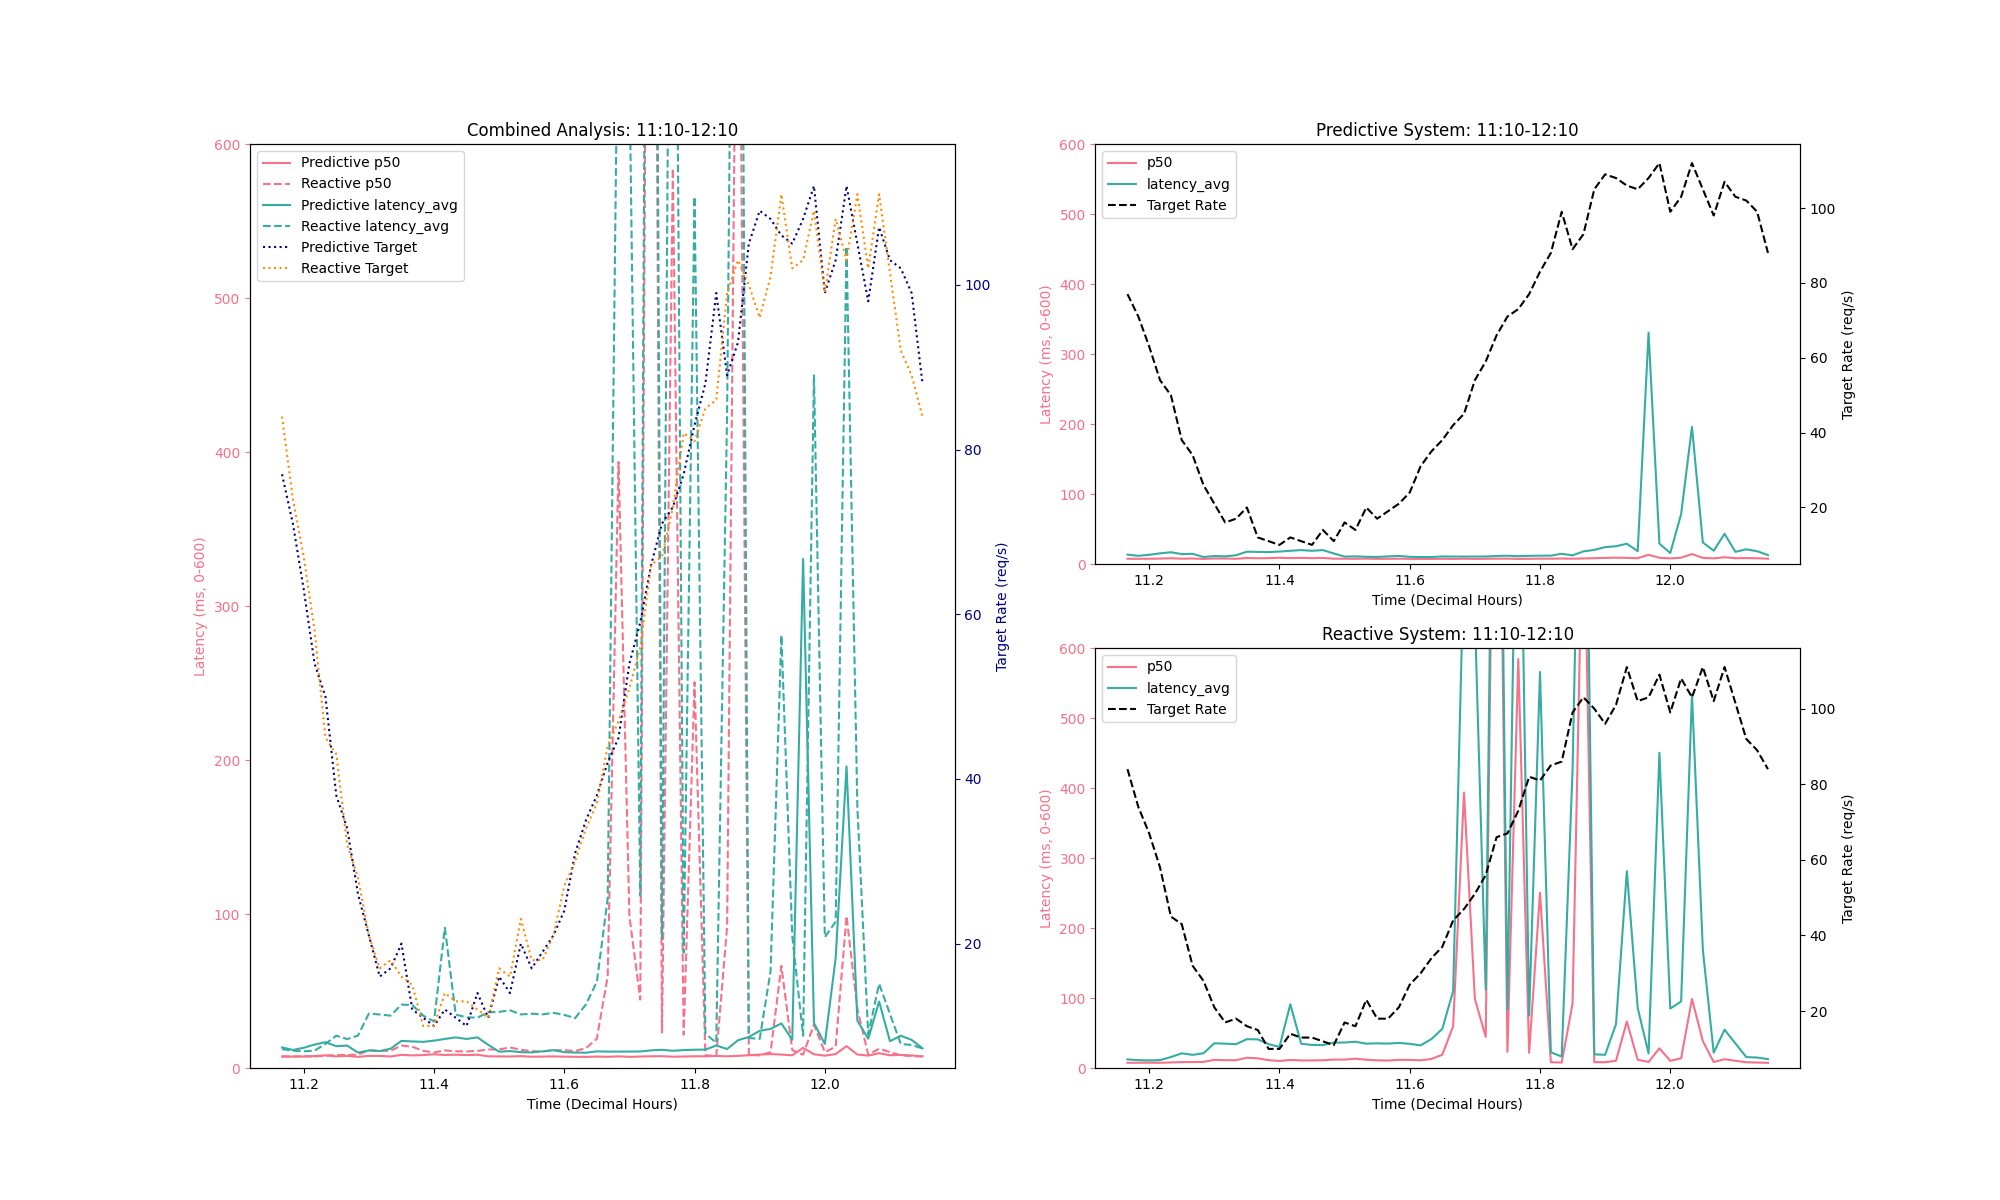 Combined Analysis: 11:10-12:10
600
500
400
300
200
100
0
Latency (ms, 0-600)
Predictive p50
Reactive p50
Predictive latency_avg
Reactive latency_avg
Predictive Target
Reactive Target
100
80
60
40
20
Target Rate (req/s)
11.2 11.4 11.6 11.8 12.0
Time (Decimal Hours)
Predictive System: 11:10-12:10
600
500
400
300
200
100
0
Latency (ms, 0-600)
p50
latency_avg
Target Rate
100
80
60
40
20
Target Rate (req/s)
11.2 11.4 11.6 11.8 12.0
Time (Decimal Hours)
Reactive System: 11:10-12:10
600
500
400
300
200
100
0
Latency (ms, 0-600)
p50
latency_avg
Target Rate
100
80
60
40
20
Target Rate (req/s)
11.2 11.4 11.6 11.8 12.0
Time (Decimal Hours)